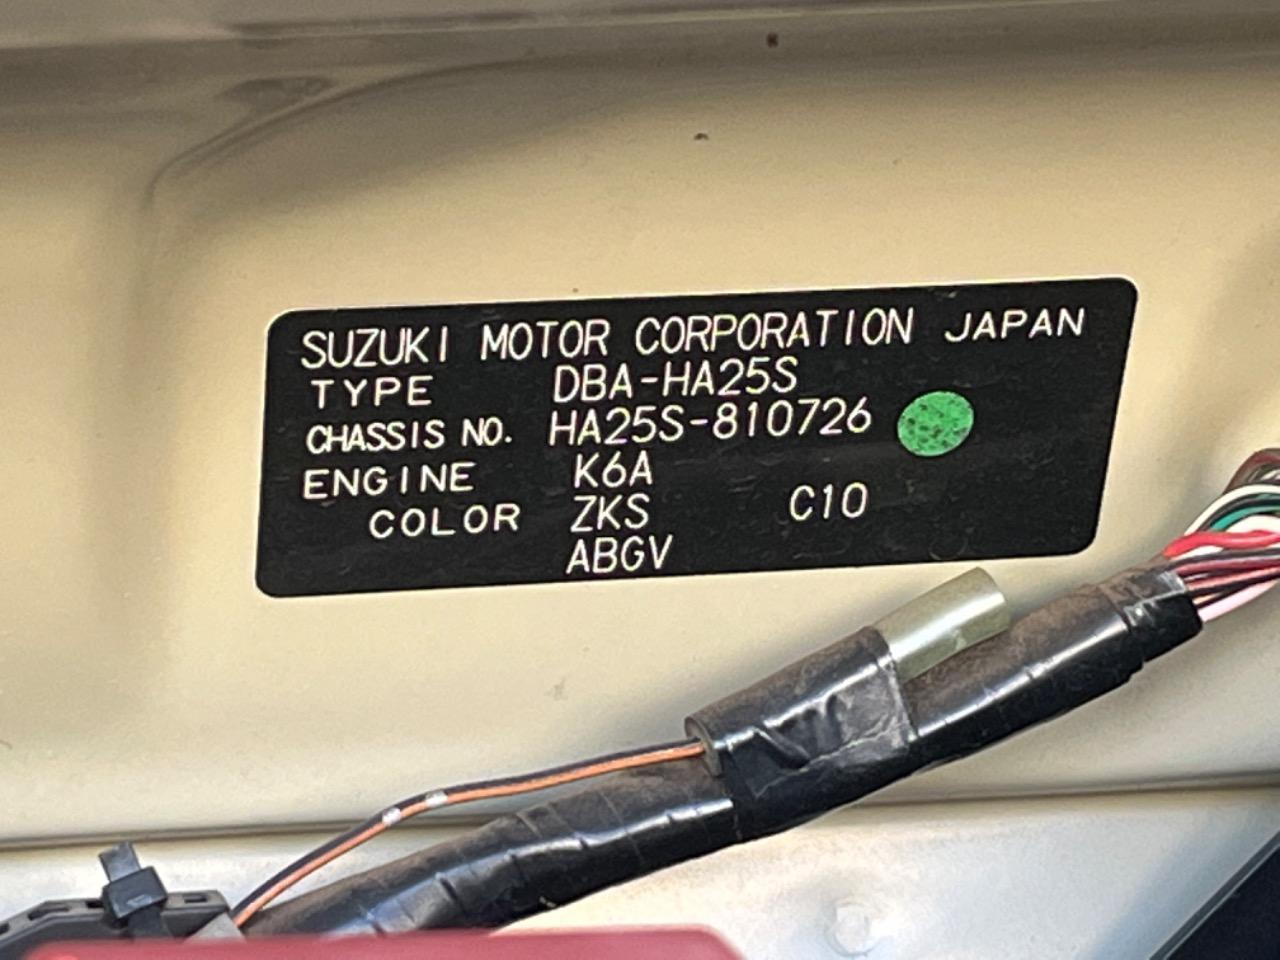 SUZUKI MOTOR CORPORATION JAPAN
TYPE DBA-HA25S
CHASSIS NO. HA25S-810726
ENGINE K6A
COLOR ZKS C10
ABGV